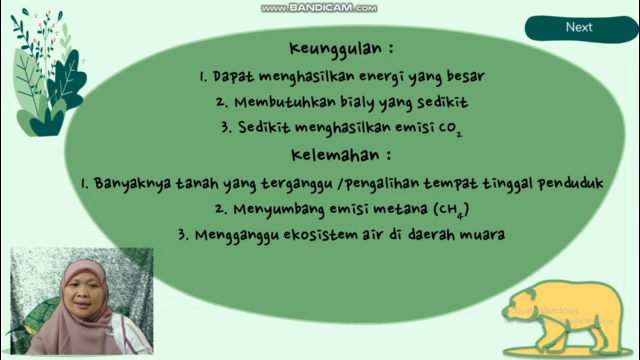 www.BANDICAM.com
Next
Keunggulan :
1. Dapat menghasilkan energi yang besar
2. Membutuhkan bialy yang sedikit
3. Sedikit menghasilkan emisi CO₂
Kelemahan :
1. Banyaknya tanah yang terganggu /pengalihan tempat tinggal penduduk
2. Menyumbang emisi metana (CH₄)
3. Mengganggu ekosistem air di daerah muara
Windows